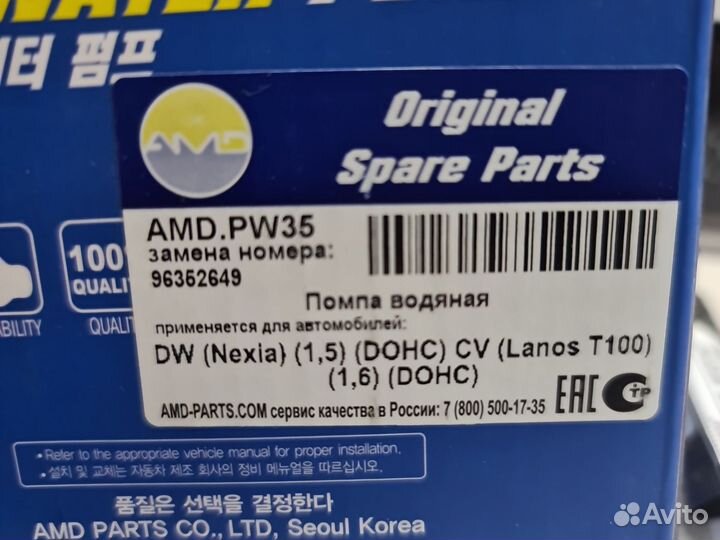 터 펌프
AMD
Original
Spare Parts
AMD.PW35
замена номера:
96352649
Помпа водяная
применяется для автомобилей:
DW (Nexia) (1,5) (DOHC) CV (Lanos T100)
(1,6) (DOHC)
AMD-PARTS.COM сервис качества в России: 7 (800) 500-17-35
EAC
СТР
100
QUALI
QUALIT
ABILITY
• Refer to the appropriate vehicle manual for proper installation.
• 설치 및 교체는 자동차 제조 회사의 정비 메뉴얼을 따르십시오.
품질은 선택을 결정한다
AMD PARTS CO., LTD, Seoul Korea
Avito